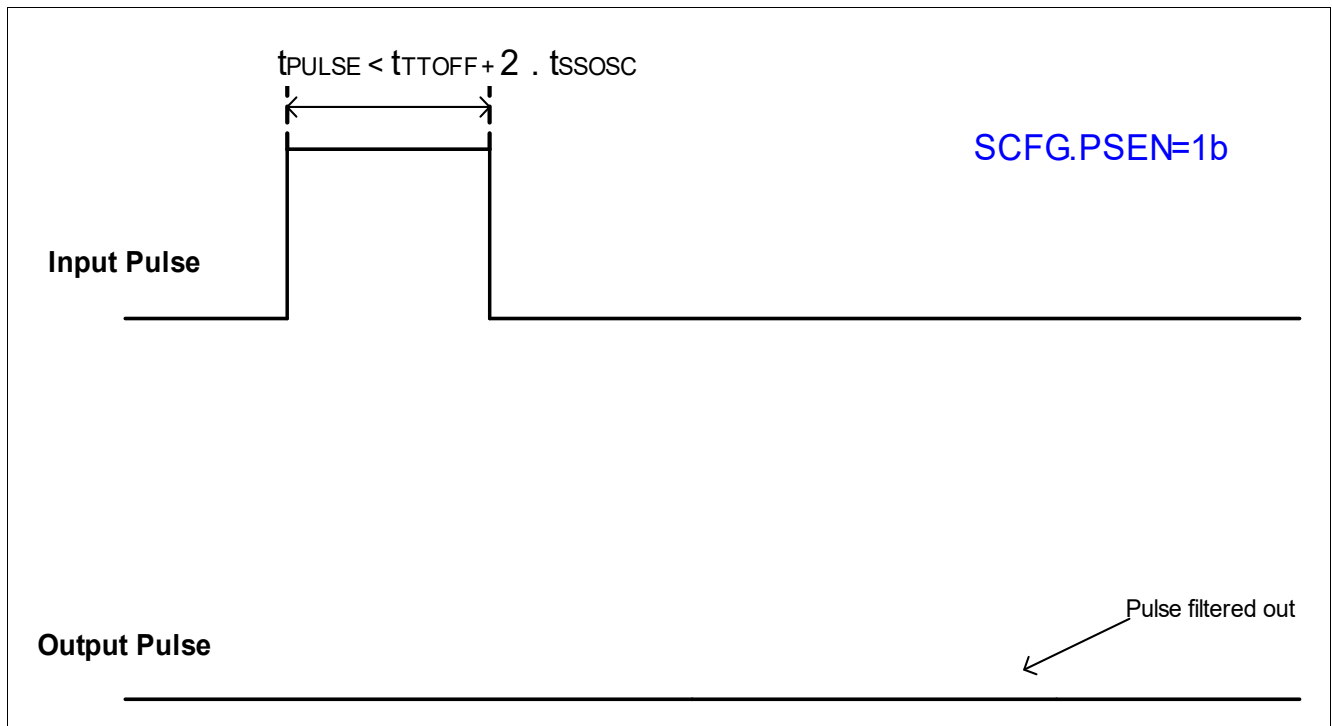 tPULSE < tTTOFF + 2 . tSSOSC
SCFG.PSEN=1b
Input Pulse
Pulse filtered out
Output Pulse